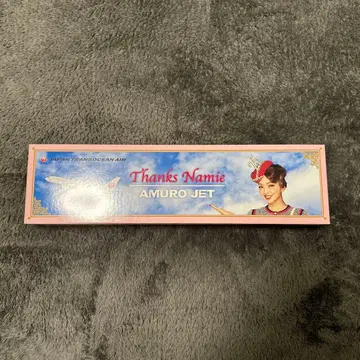 JAPAN TRANSOCEAN AIR
Thanks Namie
AMURO JET